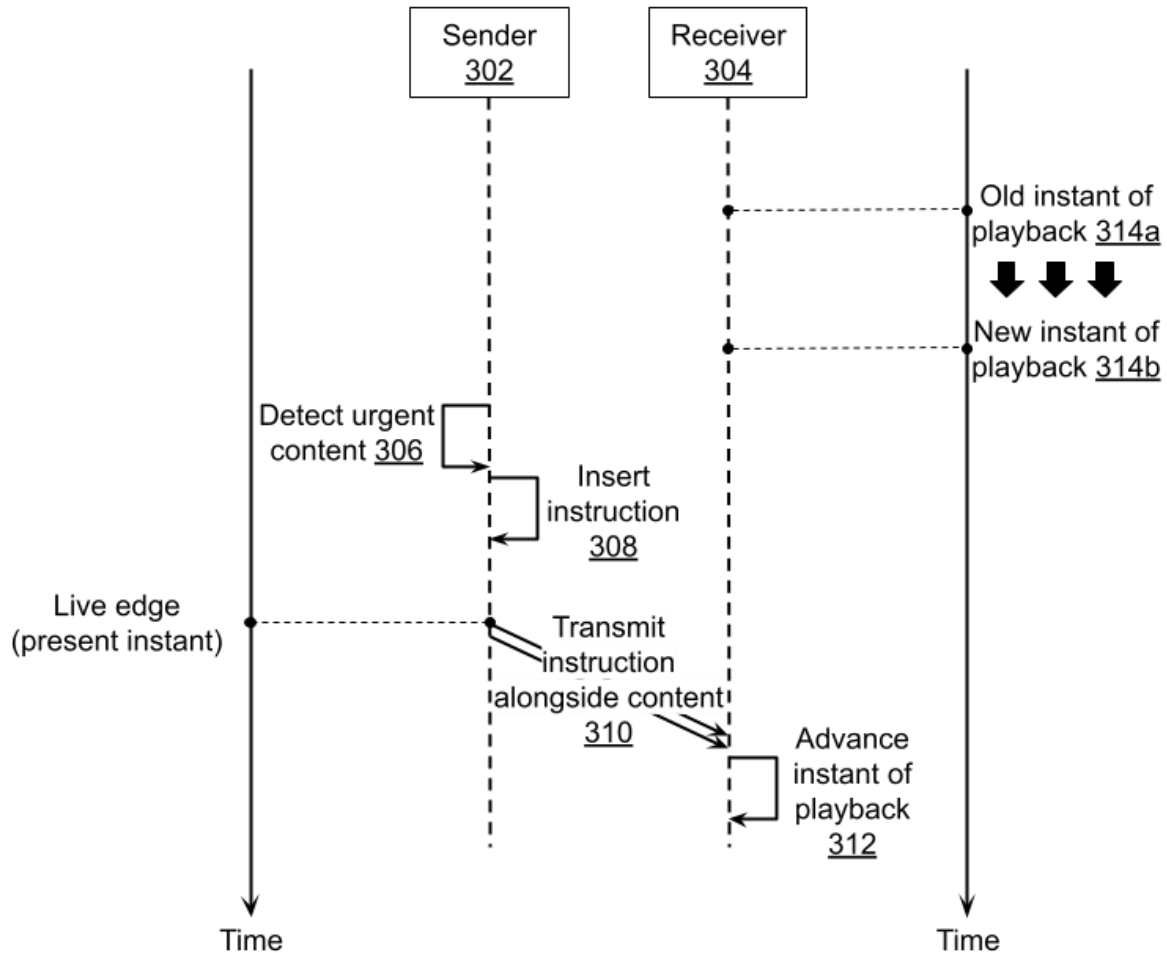 Sender
302
Receiver
304
Old instant of
playback 314a
New instant of
playback 314b
Detect urgent
content 306
Insert
instruction
308
Live edge
(present instant)
Transmit
instruction
alongside content
310
Advance
instant of
playback
312
Time
Time